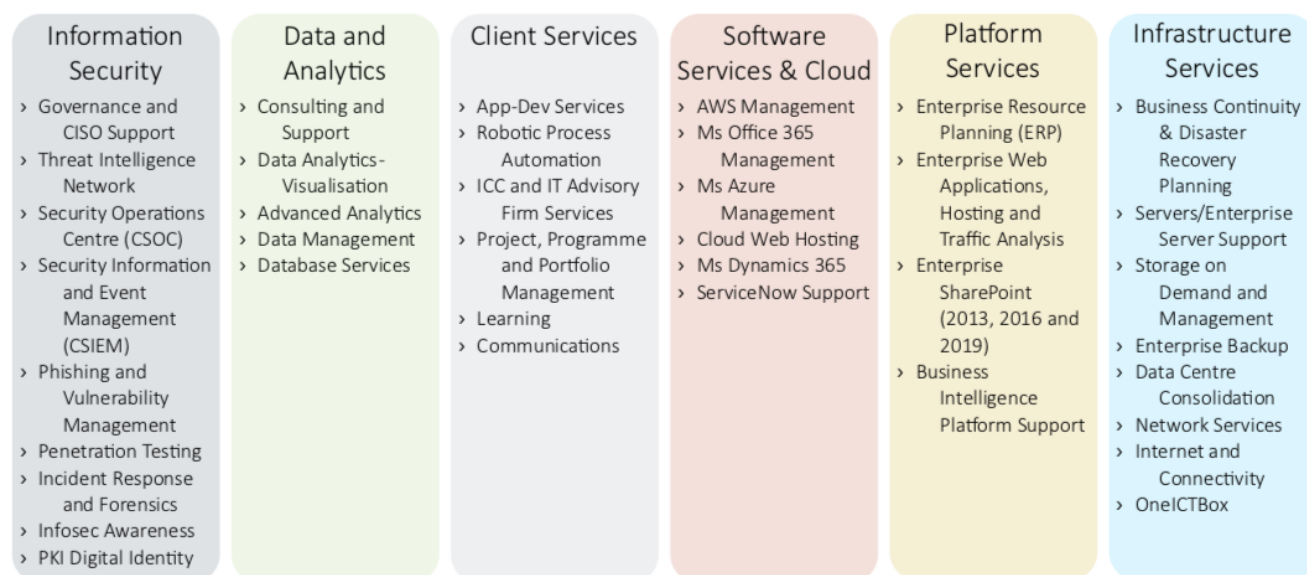 Information
Security
› Governance and
CISO Support
› Threat Intelligence
Network
› Security Operations
Centre (CSOC)
› Security Information
and Event
Management
(CSIEM)
› Phishing and
Vulnerability
Management
› Penetration Testing
› Incident Response
and Forensics
› Infosec Awareness
› PKI Digital Identity
Data and
Analytics
› Consulting and
Support
› Data Analytics-
Visualisation
› Advanced Analytics
› Data Management
› Database Services
Client Services
› App-Dev Services
› Robotic Process
Automation
› ICC and IT Advisory
Firm Services
› Project, Programme
and Portfolio
Management
› Learning
› Communications
Software
Services & Cloud
› AWS Management
› Ms Office 365
Management
› Ms Azure
Management
› Cloud Web Hosting
› Ms Dynamics 365
› ServiceNow Support
Platform
Services
› Enterprise Resource
Planning (ERP)
› Enterprise Web
Applications,
Hosting and
Traffic Analysis
› Enterprise
SharePoint
(2013, 2016 and
2019)
› Business
Intelligence
Platform Support
Infrastructure
Services
› Business Continuity
& Disaster
Recovery
Planning
› Servers/Enterprise
Server Support
› Storage on
Demand and
Management
› Enterprise Backup
› Data Centre
Consolidation
› Network Services
› Internet and
Connectivity
› OneICTBox